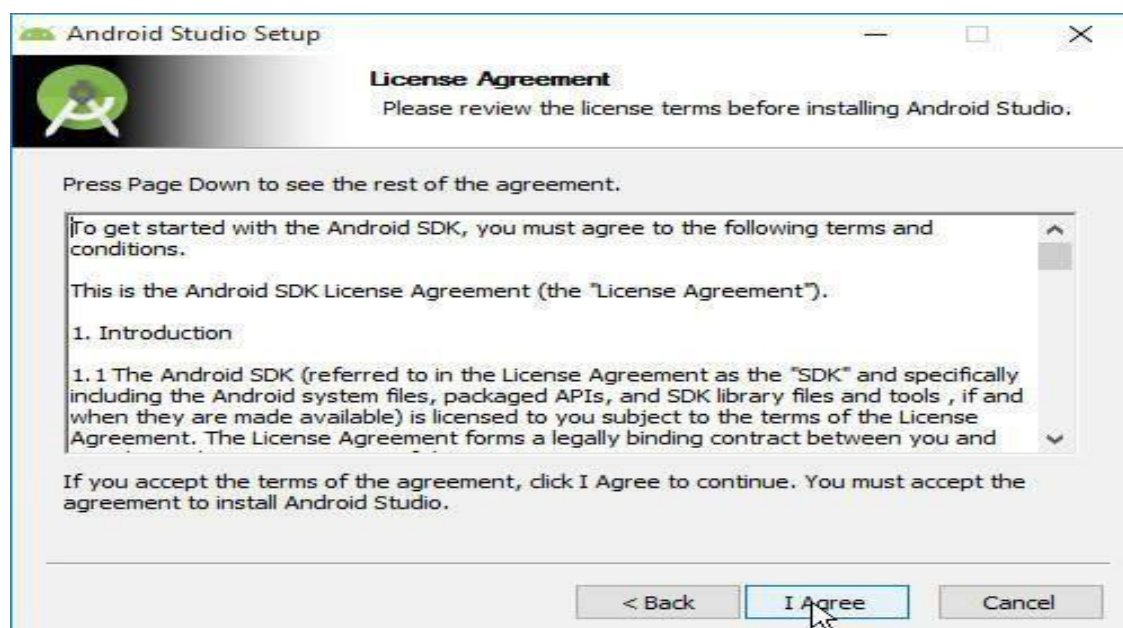 Android Studio Setup
License Agreement
Please review the license terms before installing Android Studio.
Press Page Down to see the rest of the agreement.
To get started with the Android SDK, you must agree to the following terms and
conditions.
This is the Android SDK License Agreement (the "License Agreement").
1. Introduction
1.1 The Android SDK (referred to in the License Agreement as the "SDK" and specifically
including the Android system files, packaged APIs, and SDK library files and tools , if and
when they are made available) is licensed to you subject to the terms of the License
Agreement. The License Agreement forms a legally binding contract between you and
If you accept the terms of the agreement, click I Agree to continue. You must accept the
agreement to install Android Studio.
< Back
I Agree
Cancel